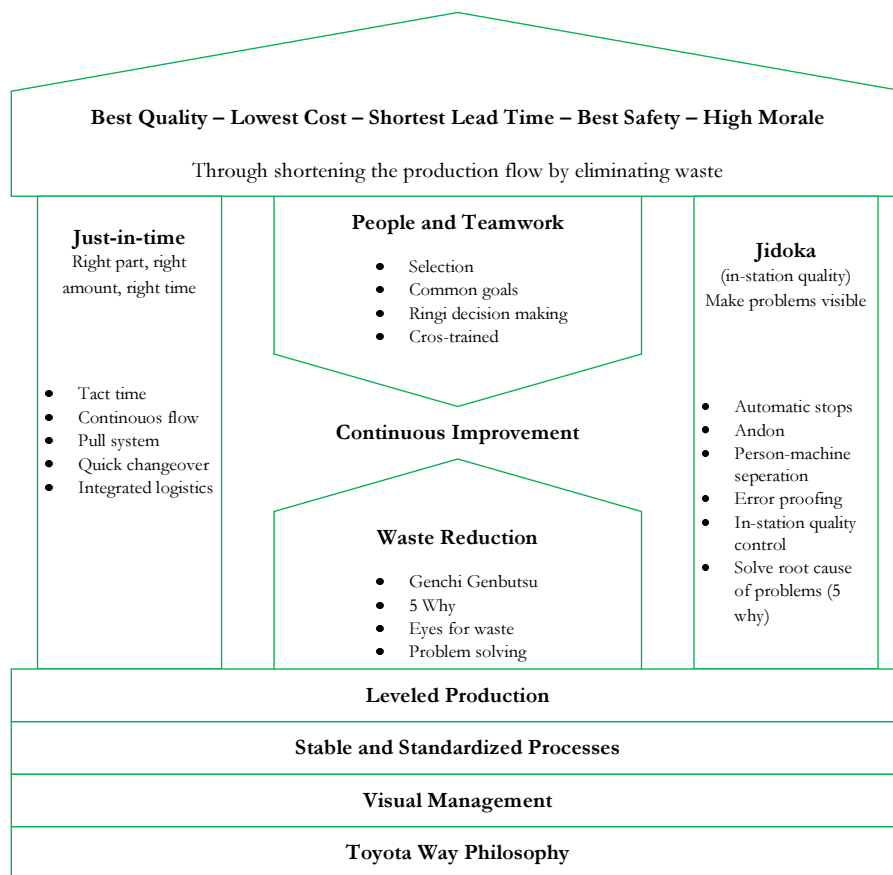 Best Quality – Lowest Cost – Shortest Lead Time – Best Safety – High Morale
Through shortening the production flow by eliminating waste
Just-in-time
Right part, right
amount, right time
• Tact time
• Continouos flow
• Pull system
• Quick changeover
• Integrated logistics
People and Teamwork
• Selection
• Common goals
• Ringi decision making
• Cros-trained
Continuous Improvement
Waste Reduction
• Genchi Genbutsu
• 5 Why
• Eyes for waste
• Problem solving
Jidoka
(in-station quality)
Make problems visible
• Automatic stops
• Andon
• Person-machine
seperation
• Error proofing
• In-station quality
control
• Solve root cause
of problems (5
why)
Leveled Production
Stable and Standardized Processes
Visual Management
Toyota Way Philosophy